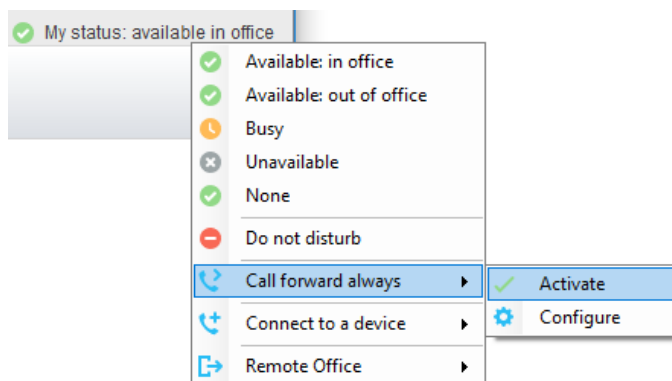 My status: available in office
Available: in office
Available: out of office
Busy
Unavailable
None
Do not disturb
Call forward always
Activate
Configure
Connect to a device
Remote Office